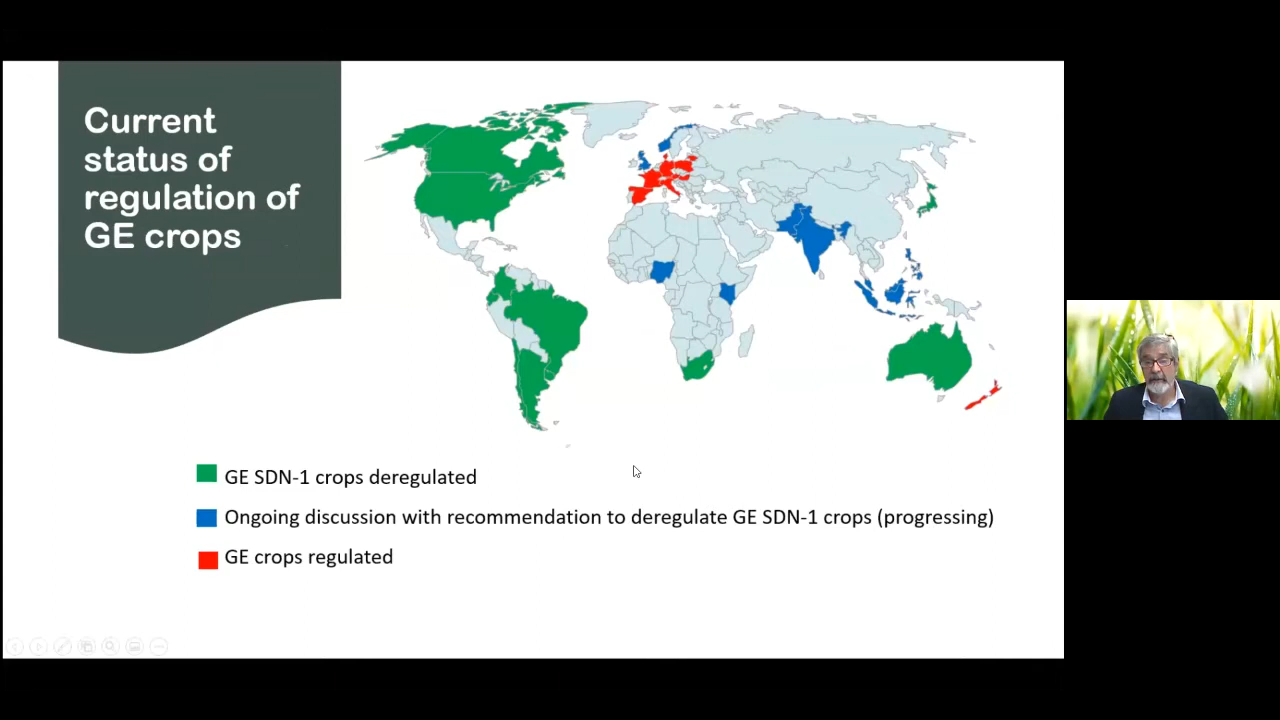 Current
status of
regulation of
GE crops
GE SDN-1 crops deregulated
Ongoing discussion with recommendation to deregulate GE SDN-1 crops (progressing)
GE crops regulated